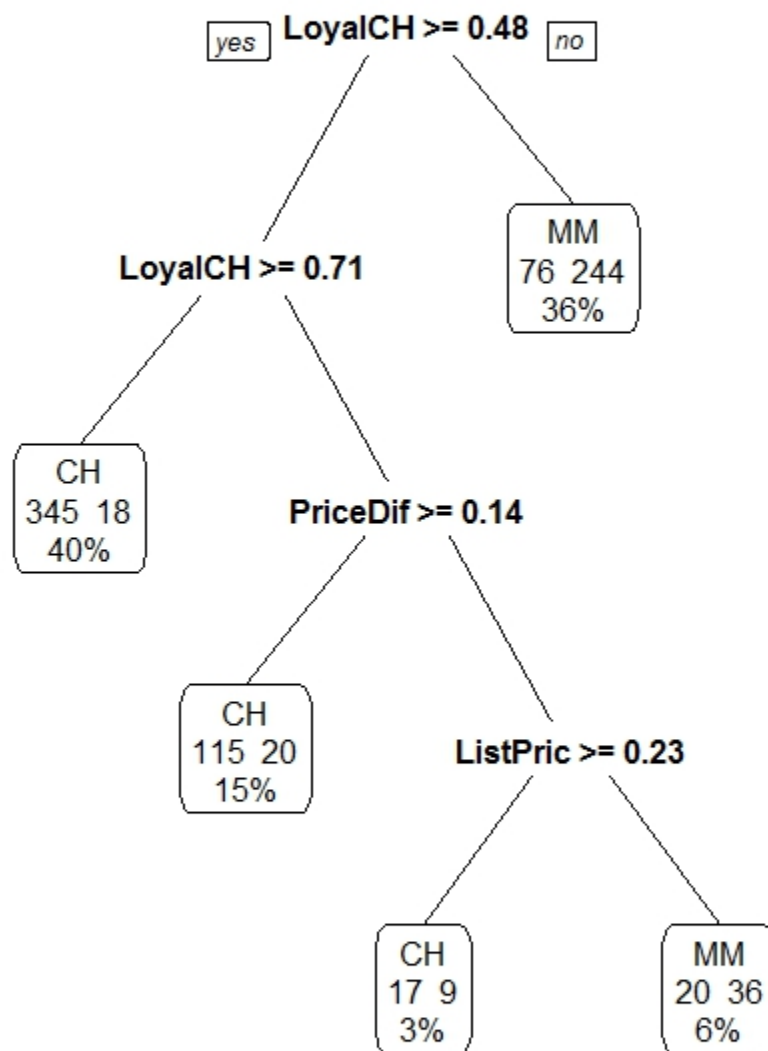 yes LoyalCH >= 0.48 no
MM
76 244
36%
LoyalCH >= 0.71
CH
345 18
40%
PriceDif >= 0.14
CH
115 20
15%
ListPric >= 0.23
CH
17 9
3%
MM
20 36
6%